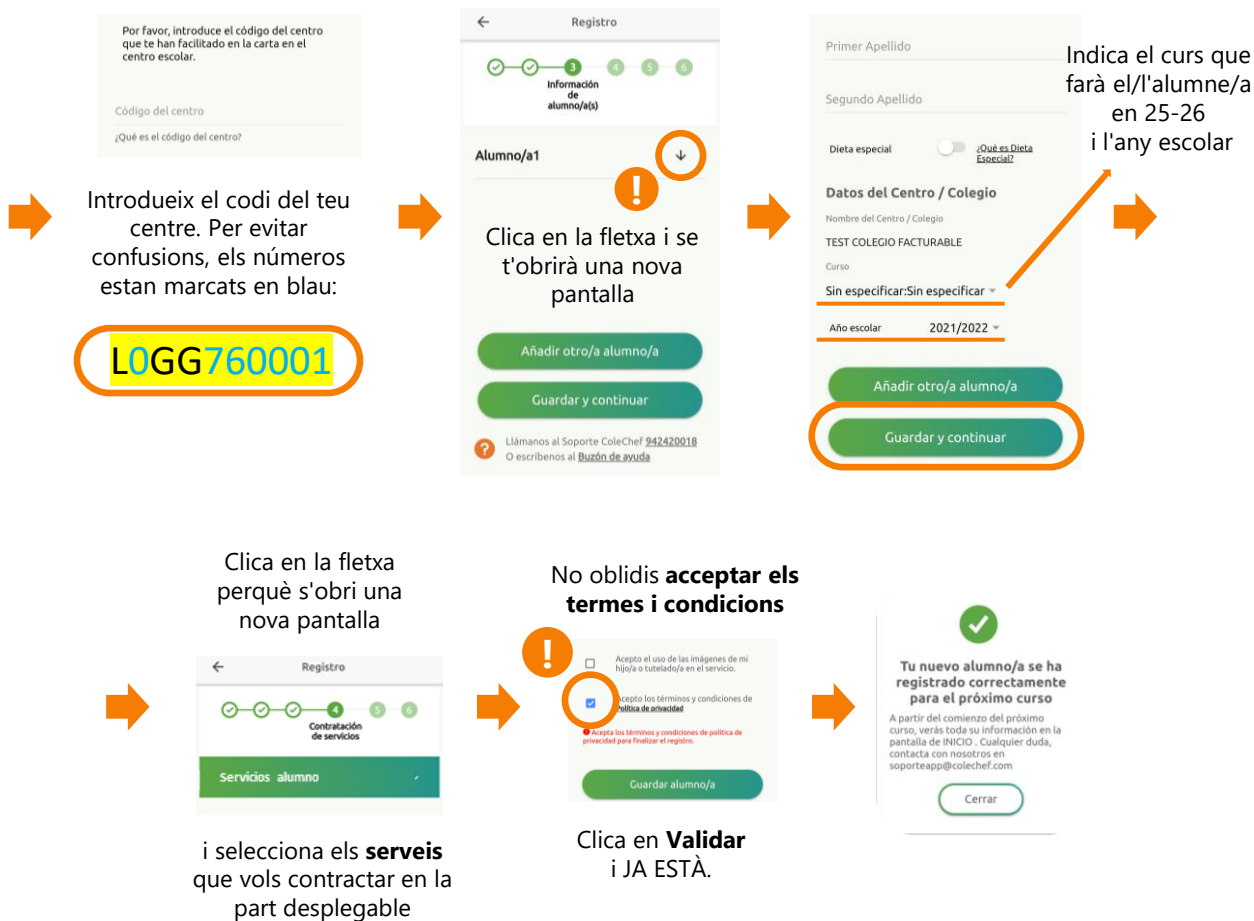 Por favor, introduce el código del centro
que te han facilitado en la carta en el
centro escolar.
Código del centro
¿Qué es el código del centro?
Introdueix el codi del teu
centre. Per evitar
confusions, els números
estan marcats en blau:
L0GG760001
Registro
3
4
5
6
Información
de
alumno/a(s)
Alumno/a1
!
Clica en la fletxa i se
t'obrirà una nova
pantalla
Añadir otro/a alumno/a
Guardar y continuar
?
Llámanos al Soporte ColeChef 942420018
O escríbenos al Buzón de ayuda
Primer Apellido
Segundo Apellido
Dieta especial
¿Qué es Dieta
Especial?
Datos del Centro / Colegio
Nombre del Centro / Colegio
TEST COLEGIO FACTURABLE
Curso
Sin especificar:Sin especificar
Año escolar 2021/2022
Añadir otro/a alumno/a
Guardar y continuar
Indica el curs que
farà el/l'alumne/a
en 25-26
i l'any escolar
Clica en la fletxa
perquè s'obri una
nova pantalla
Registro
4
5
6
Contratación
de servicios
Servicios alumno
i selecciona els serveis
que vols contractar en la
part desplegable
No oblidis acceptar els
termes i condicions
!
Acepto el uso de las imágenes de mi
hijo/a o tutelado/a en el servicio.
Acepto los términos y condiciones de
Política de privacidad
Acepta los términos y condiciones de política de
privacidad para finalizar el registro.
Guardar alumno/a
Clica en Validar
i JA ESTÀ.
Tu nuevo alumno/a se ha
registrado correctamente
para el próximo curso
A partir del comienzo del próximo
curso, verás toda su información en la
pantalla de INICIO . Cualquier duda,
contacta con nosotros en
soporteapp@colechef.com
Cerrar